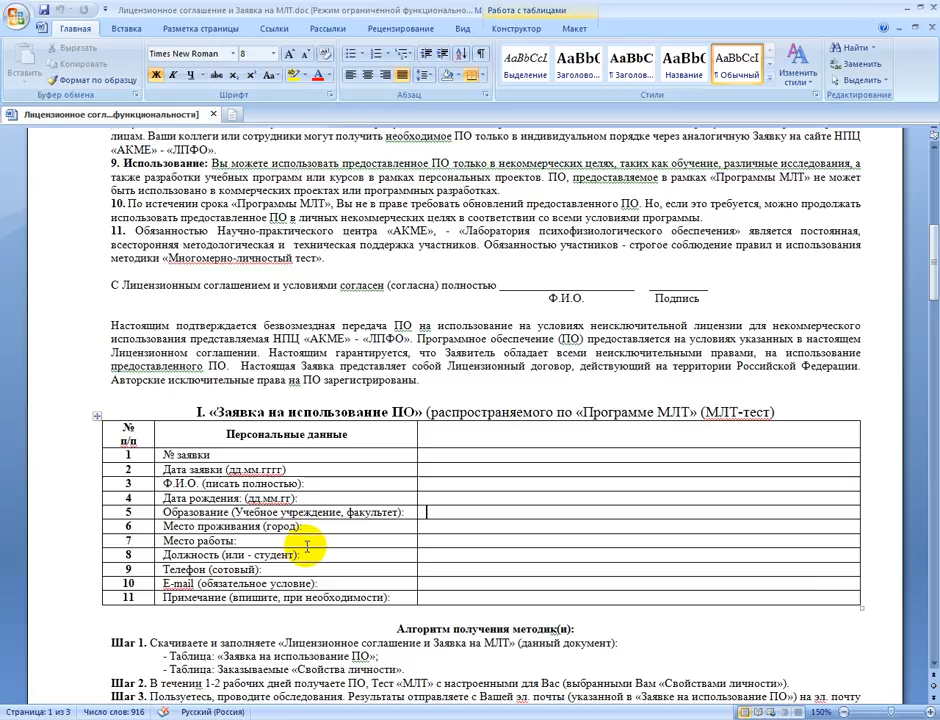 Лицензионное соглашение и Заявка на МЛТ.doc [Режим ограниченной функционально... - M...
Работа с таблицами
Главная
Вставка
Разметка страницы
Ссылки
Рассылки
Рецензирование
Вид
Конструктор
Макет
Вставить
Вырезать
Копировать
Формат по образцу
Буфер обмена
Times New Roman
8
Шрифт
Абзац
AaBbCcI
Выделение
AaBbC
Заголово...
AaBbCc
¶ Заголо...
AaBbC
Название
AaBbCcI
¶ Обычный
Изменить
стили
Стили
Найти
Заменить
Выделить
Редактирование
Лицензионное согл...функциональности]
лицам. Ваши коллеги или сотрудники могут получить необходимое ПО только в индивидуальном порядке через аналогичную Заявку на сайте НПЦ
«АКМЕ» - «ЛПФО».
9. Использование: Вы можете использовать предоставленное ПО только в некоммерческих целях, таких как обучение, различные исследования, а
также разработки учебных программ или курсов в рамках персональных проектов. ПО, предоставляемое в рамках «Программы МЛТ» не может
быть использовано в коммерческих проектах или программных разработках.
10. По истечении срока «Программы МЛТ», Вы не в праве требовать обновлений предоставленного ПО. Но, если это требуется, можно продолжать
использовать предоставленное ПО в личных некоммерческих целях в соответствии со всеми условиями программы.
11. Обязанностью Научно-практического центра «АКМЕ», - «Лаборатория психофизиологического обеспечения» является постоянная,
всесторонняя методологическая и техническая поддержка участников. Обязанностью участников - строгое соблюдение правил и использования
методики «Многомерно-личностый тест».
С Лицензионным соглашением и условиями согласен (согласна) полностью ____________________ _________
Ф.И.О. Подпись
Настоящим подтверждается безвозмездная передача ПО на использование на условиях неисключительной лицензии для некоммерческого
использования представляемая НПЦ «АКМЕ» - «ЛПФО». Программное обеспечение (ПО) предоставляется на условиях указанных в настоящем
Лицензионном соглашении. Настоящим гарантируется, что Заявитель обладает всеми неисключительными правами, на использование
предоставленного ПО. Настоящая Заявка представляет собой Лицензионный договор, действующий на территории Российской Федерации.
Авторские исключительные права на ПО зарегистрированы.
I. «Заявка на использование ПО» (распространяемого по «Программе МЛТ» (МЛТ-тест)
№
п/п
Персональные данные
1 № заявки
2 Дата заявки (дд.мм.гггг)
3 Ф.И.О. (писать полностью):
4 Дата рождения: (дд.мм.гг):
5 Образование (Учебное учреждение, факультет):
6 Место проживания (город):
7 Место работы:
8 Должность (или - студент):
9 Телефон (сотовый):
10 E-mail (обязательное условие):
11 Примечание (впишите, при необходимости):
Алгоритм получения методик(и):
Шаг 1. Скачиваете и заполняете «Лицензионное соглашение и Заявка на МЛТ» (данный документ):
- Таблица: «Заявка на использование ПО»;
- Таблица: Заказываемые «Свойства личности».
Шаг 2. В течении 1-2 рабочих дней получаете ПО, Тест «МЛТ» с настроенными для Вас (выбранными Вам «Свойствами личности»).
Шаг 3. Пользуетесь, проводите обследования. Результаты отправляете с Вашей эл. почты (указанной в «Заявке на использование ПО») на эл. почту
Страница: 1 из 3
Число слов: 916
Русский (Россия)
150%